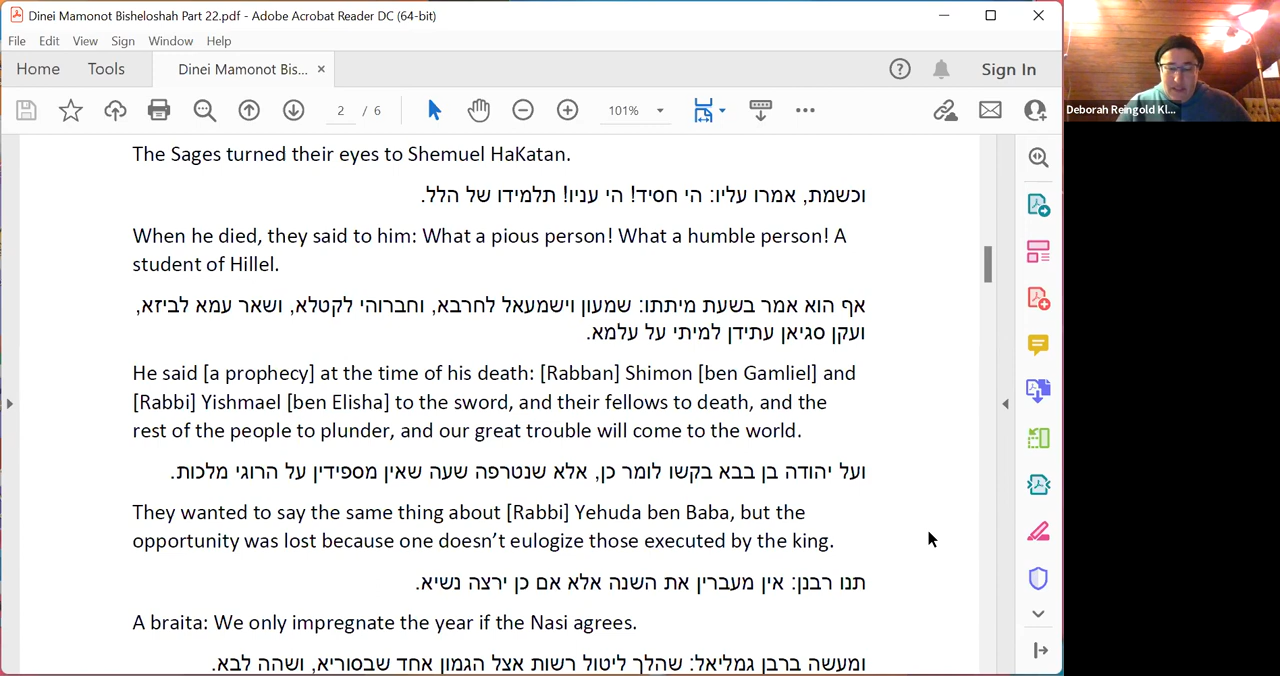 Dinei Mamonot Bisheloshah Part 22.pdf - Adobe Acrobat Reader DC (64-bit)
File Edit View Sign Window Help
Home Tools Dinei Mamonot Bis... × Sign In
2 / 6 101%
Deborah Reingold Kl...
The Sages turned their eyes to Shemuel HaKatan.
וכשמת, אמרו עליו: הי חסיד! הי עניו! תלמידו של הלל.
When he died, they said to him: What a pious person! What a humble person! A
student of Hillel.
אף הוא אמר בשעת מיתתו: שמעון וישמעאל לחרבא, וחברוהי לקטלא, ושאר עמא לביזא,
ועקן סגיאן עתידן למיתי על עלמא.
He said [a prophecy] at the time of his death: [Rabban] Shimon [ben Gamliel] and
[Rabbi] Yishmael [ben Elisha] to the sword, and their fellows to death, and the
rest of the people to plunder, and our great trouble will come to the world.
ועל יהודה בן בבא בקשו לומר כן, אלא שנטרפה שעה שאין מספידין על הרוגי מלכות.
They wanted to say the same thing about [Rabbi] Yehuda ben Baba, but the
opportunity was lost because one doesn’t eulogize those executed by the king.
תנו רבנן: אין מעברין את השנה אלא אם כן ירצה נשיא.
A braita: We only impregnate the year if the Nasi agrees.
ומעשה ברבן גמליאל: שהלך ליטול רשות אצל הגמון אחד שבסוריא, ושהה לבא.